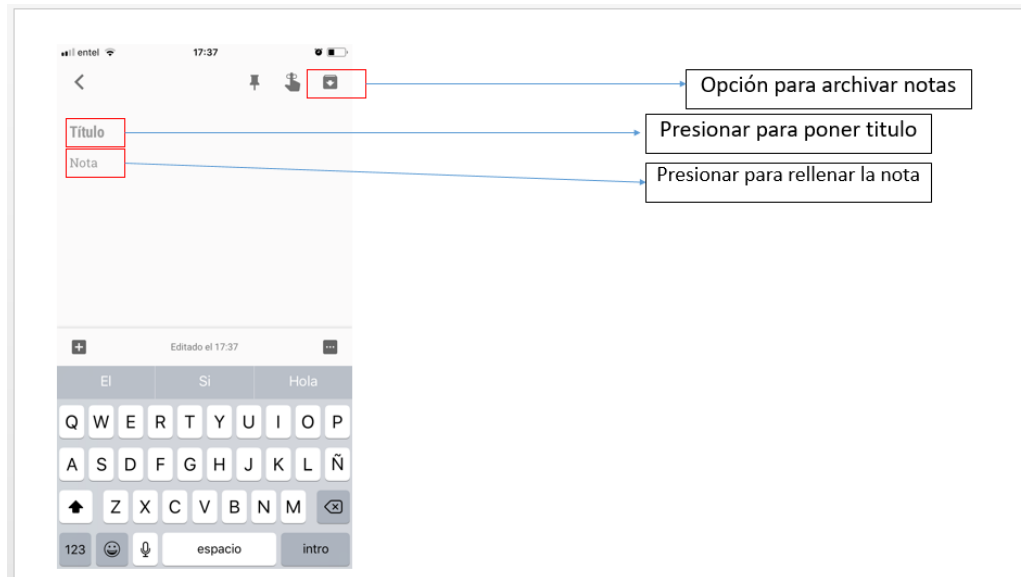 entel 17:37
Opción para archivar notas
Título
Presionar para poner titulo
Nota
Presionar para rellenar la nota
Editado el 17:37
El Si Hola
Q W E R T Y U I O P
A S D F G H J K L Ñ
Z X C V B N M
123 espacio intro